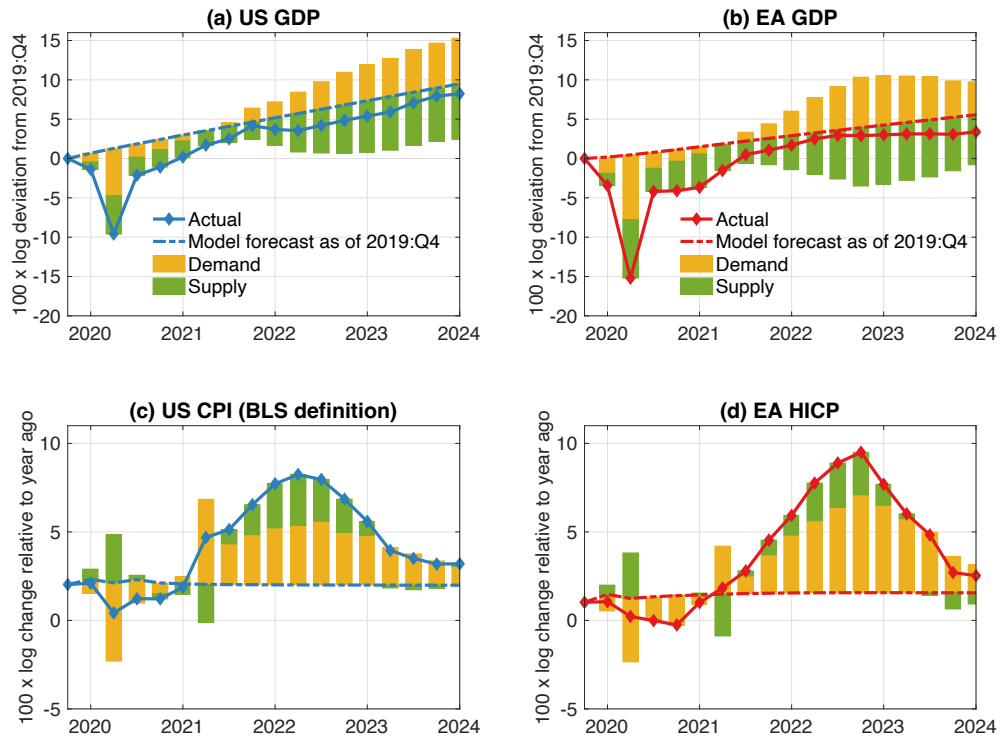 (a) US GDP
100 x log deviation from 2019:Q4
15
10
5
0
-5
-10
-15
-20
Actual
Model forecast as of 2019:Q4
Demand
Supply
2020 2021 2022 2023 2024
(b) EA GDP
100 x log deviation from 2019:Q4
15
10
5
0
-5
-10
-15
-20
Actual
Model forecast as of 2019:Q4
Demand
Supply
2020 2021 2022 2023 2024
(c) US CPI (BLS definition)
100 x log change relative to year ago
10
5
0
-5
2020 2021 2022 2023 2024
(d) EA HICP
100 x log change relative to year ago
10
5
0
-5
2020 2021 2022 2023 2024